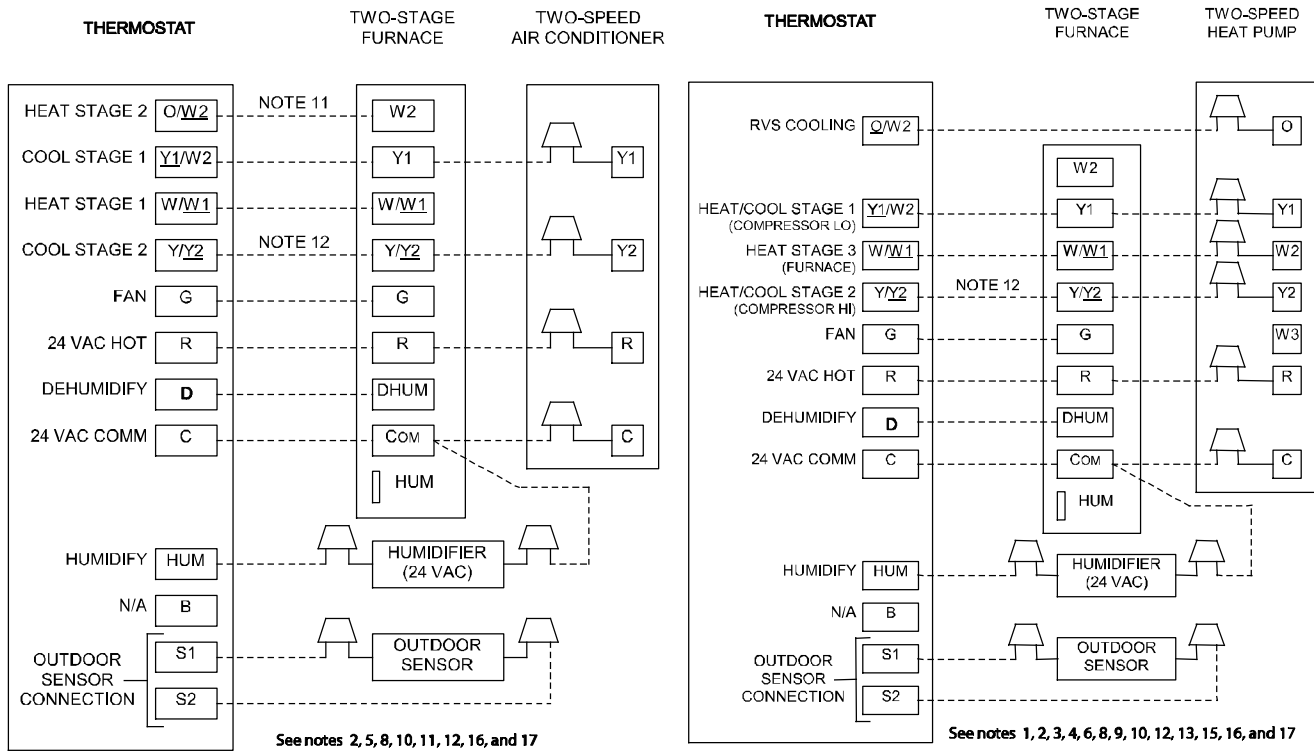 THERMOSTAT
TWO-STAGE
FURNACE
TWO-SPEED
AIR CONDITIONER
HEAT STAGE 2 O/W2 NOTE 11 W2
COOL STAGE 1 Y1/W2 Y1 Y1
HEAT STAGE 1 W/W1 W/W1
COOL STAGE 2 Y/Y2 NOTE 12 Y/Y2 Y2
FAN G G
24 VAC HOT R R R
DEHUMIDIFY D DHUM
24 VAC COMM C COM C
HUM
HUMIDIFY HUM HUMIDIFIER
(24 VAC)
N/A B
OUTDOOR
SENSOR
CONNECTION
S1
S2
OUTDOOR
SENSOR
See notes 2, 5, 8, 10, 11, 12, 16, and 17
THERMOSTAT
TWO-STAGE
FURNACE
TWO-SPEED
HEAT PUMP
RVS COOLING O/W2 O
W2
HEAT/COOL STAGE 1 Y1/W2 Y1 Y1
(COMPRESSOR LO)
HEAT STAGE 3 W/W1 W/W1 W2
(FURNACE)
HEAT/COOL STAGE 2 Y/Y2 NOTE 12 Y/Y2 Y2
(COMPRESSOR HI)
FAN G G W3
24 VAC HOT R R R
DEHUMIDIFY D DHUM
24 VAC COMM C COM C
HUM
HUMIDIFY HUM HUMIDIFIER
(24 VAC)
N/A B
OUTDOOR
SENSOR
CONNECTION
S1
S2
OUTDOOR
SENSOR
See notes 1, 2, 3, 4, 6, 8, 9, 10, 12, 13, 15, 16, and 17